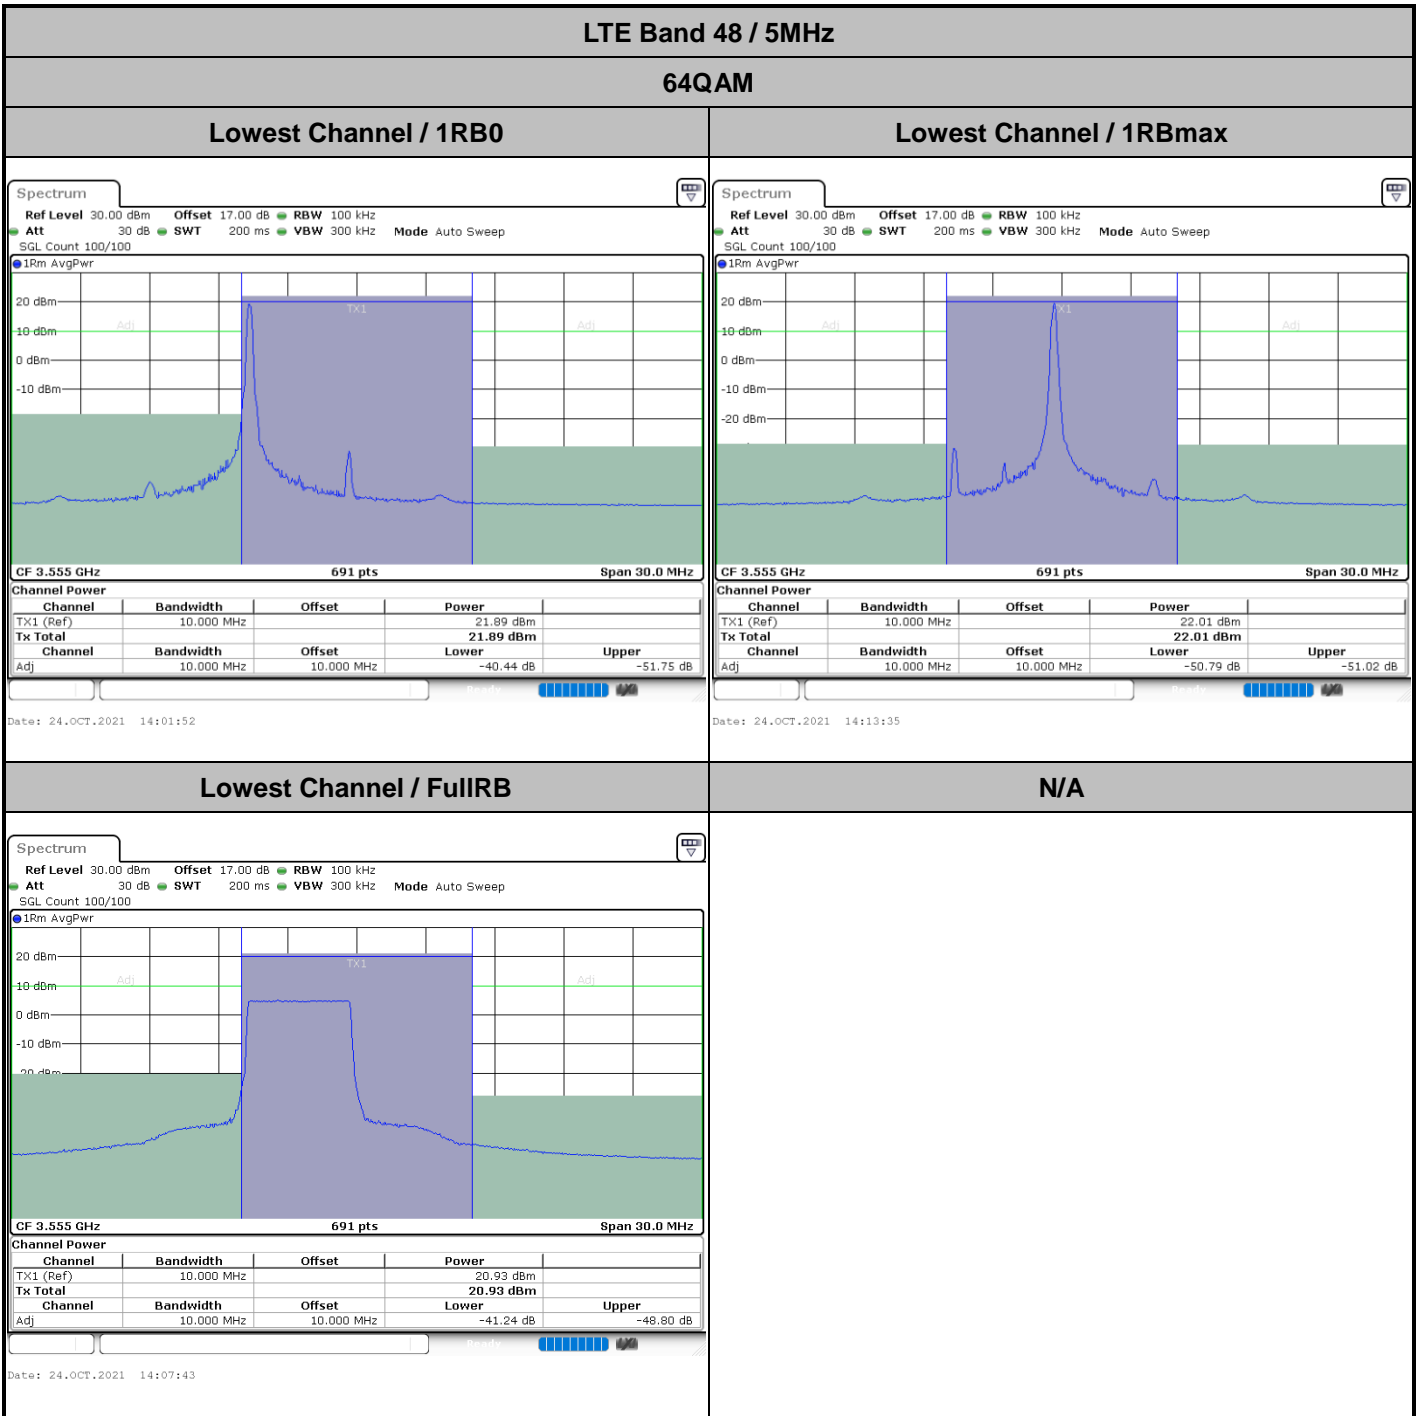 LTE Band 48 / 5MHz
64QAM
Lowest Channel / 1RB0
Lowest Channel / 1RBmax
Spectrum
Ref Level 30.00 dBm Offset 17.00 dB RBW 100 kHz
Att 30 dB SWT 200 ms VBW 300 kHz Mode Auto Sweep
SGL Count 100/100
1Rm AvgPwr
20 dBm
TX1
10 dBm
Adj
Adj
0 dBm
-10 dBm
CF 3.555 GHz 691 pts Span 30.0 MHz
Channel Power
Channel Bandwidth Offset Power
TX1 (Ref) 10.000 MHz 21.89 dBm
Tx Total 21.89 dBm
Channel Bandwidth Offset Lower Upper
Adj 10.000 MHz 10.000 MHz -40.44 dB -51.75 dB
Ready
Date: 24.OCT.2021 14:01:52
Spectrum
Ref Level 30.00 dBm Offset 17.00 dB RBW 100 kHz
Att 30 dB SWT 200 ms VBW 300 kHz Mode Auto Sweep
SGL Count 100/100
1Rm AvgPwr
20 dBm
X1
10 dBm
Adj
Adj
0 dBm
-10 dBm
-20 dBm
CF 3.555 GHz 691 pts Span 30.0 MHz
Channel Power
Channel Bandwidth Offset Power
TX1 (Ref) 10.000 MHz 22.01 dBm
Tx Total 22.01 dBm
Channel Bandwidth Offset Lower Upper
Adj 10.000 MHz 10.000 MHz -50.79 dB -51.02 dB
Ready
Date: 24.OCT.2021 14:13:35
Lowest Channel / FullRB
N/A
Spectrum
Ref Level 30.00 dBm Offset 17.00 dB RBW 100 kHz
Att 30 dB SWT 200 ms VBW 300 kHz Mode Auto Sweep
SGL Count 100/100
1Rm AvgPwr
20 dBm
TX1
10 dBm
Adj
Adj
0 dBm
-10 dBm
-20 dBm
CF 3.555 GHz 691 pts Span 30.0 MHz
Channel Power
Channel Bandwidth Offset Power
TX1 (Ref) 10.000 MHz 20.93 dBm
Tx Total 20.93 dBm
Channel Bandwidth Offset Lower Upper
Adj 10.000 MHz 10.000 MHz -41.24 dB -48.80 dB
Ready
Date: 24.OCT.2021 14:07:43